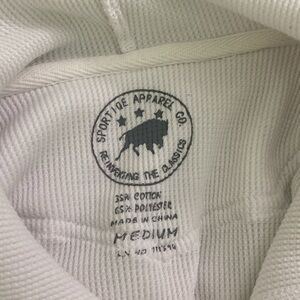 SPORTIQE APPAREL CO.
REINVENTING THE CLASSICS
35% COTTON
65% POLYESTER
MADE IN CHINA
MEDIUM